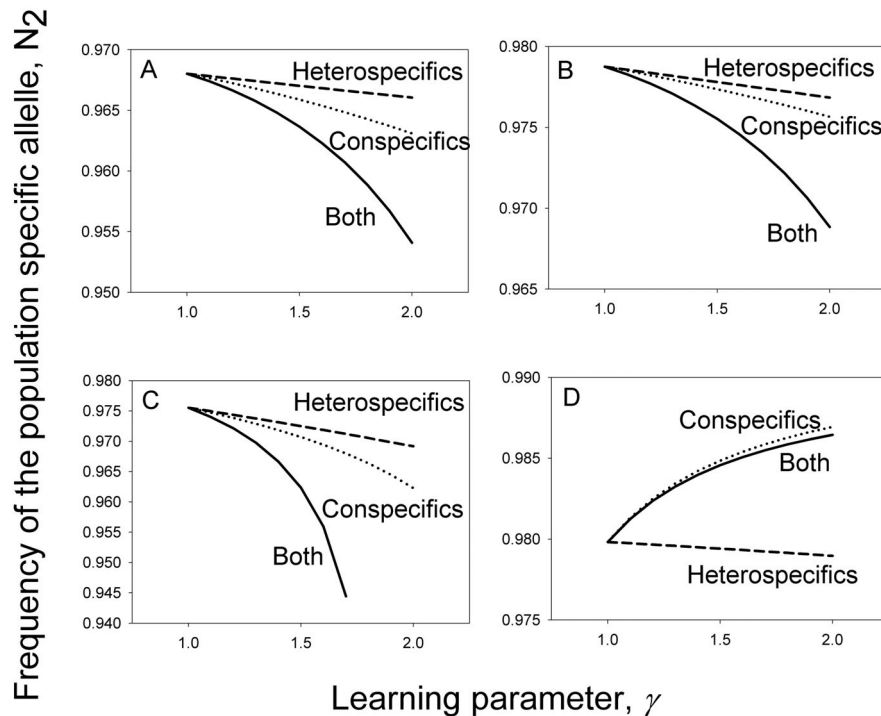 Frequency of the population specific allele, N2
0.970
0.965
0.960
0.955
0.950
A
Heterospecifics
Conspecifics
Both
1.0 1.5 2.0
0.980
0.975
0.970
0.965
B
Heterospecifics
Conspecifics
Both
1.0 1.5 2.0
0.980
0.975
0.970
0.965
0.960
0.955
0.950
0.945
0.940
C
Heterospecifics
Conspecifics
Both
1.0 1.5 2.0
0.990
0.985
0.980
0.975
D
Conspecifics
Both
Heterospecifics
1.0 1.5 2.0
Learning parameter, γ